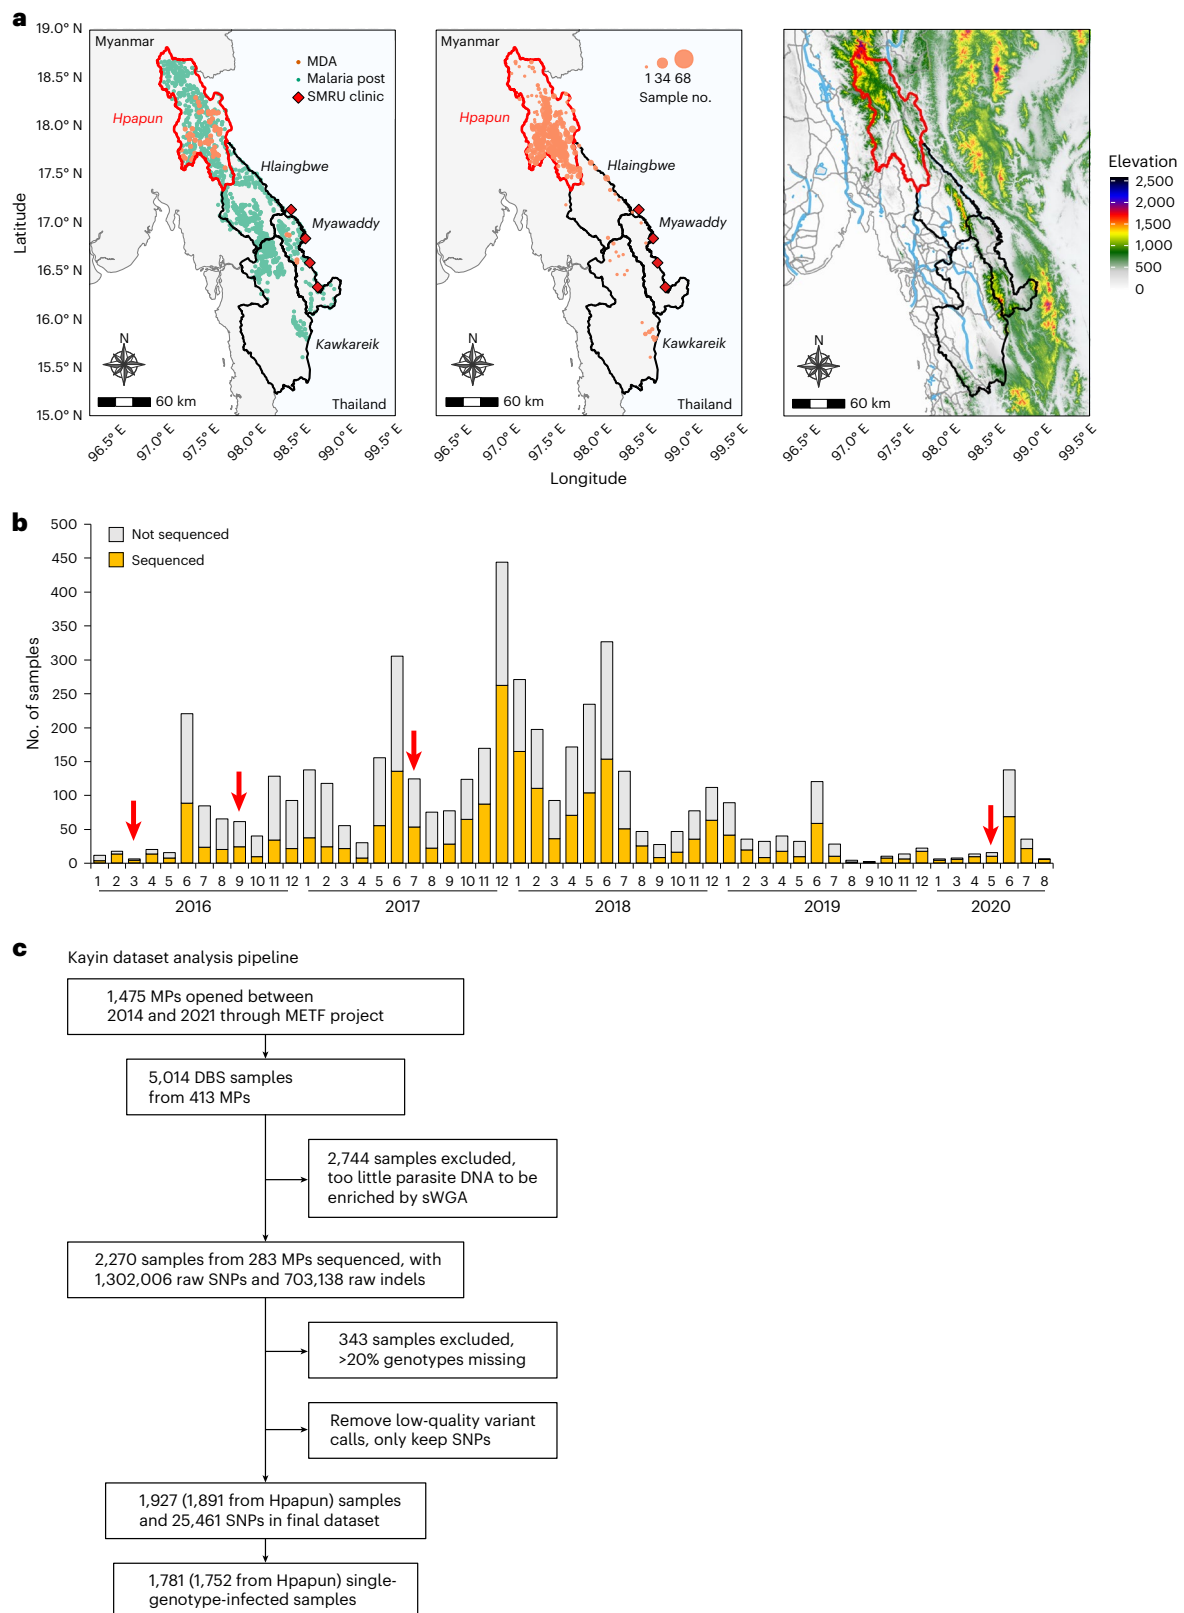 a
19.0° N
18.5° N
18.0° N
17.5° N
17.0° N
16.5° N
16.0° N
15.5° N
15.0° N
Latitude
Myanmar
MDA
Malaria post
SMRU clinic
Hpapun
Hlaingbwe
Myawaddy
Kawkareik
N
60 km
Thailand
96.5° E
97.0° E
97.5° E
98.0° E
98.5° E
99.0° E
99.5° E
Myanmar
1 34 68
Sample no.
Hpapun
Hlaingbwe
Myawaddy
Kawkareik
N
60 km
Thailand
96.5° E
97.0° E
97.5° E
98.0° E
98.5° E
99.0° E
99.5° E
Longitude
N
60 km
96.5° E
97.0° E
97.5° E
98.0° E
98.5° E
99.0° E
99.5° E
Elevation
2,500
2,000
1,500
1,000
500
0
b
500
450
400
350
300
250
200
150
100
50
0
No. of samples
Not sequenced
Sequenced
1 2 3 4 5 6 7 8 9 10 11 12 1 2 3 4 5 6 7 8 9 10 11 12 1 2 3 4 5 6 7 8 9 10 11 12 1 2 3 4 5 6 7 8 9 10 11 12 1 3 4 5 6 7 8
2016 2017 2018 2019 2020
c
Kayin dataset analysis pipeline
1,475 MPs opened between
2014 and 2021 through METF project
5,014 DBS samples
from 413 MPs
2,744 samples excluded,
too little parasite DNA to be
enriched by sWGA
2,270 samples from 283 MPs sequenced, with
1,302,006 raw SNPs and 703,138 raw indels
343 samples excluded,
>20% genotypes missing
Remove low-quality variant
calls, only keep SNPs
1,927 (1,891 from Hpapun) samples
and 25,461 SNPs in final dataset
1,781 (1,752 from Hpapun) single-
genotype-infected samples